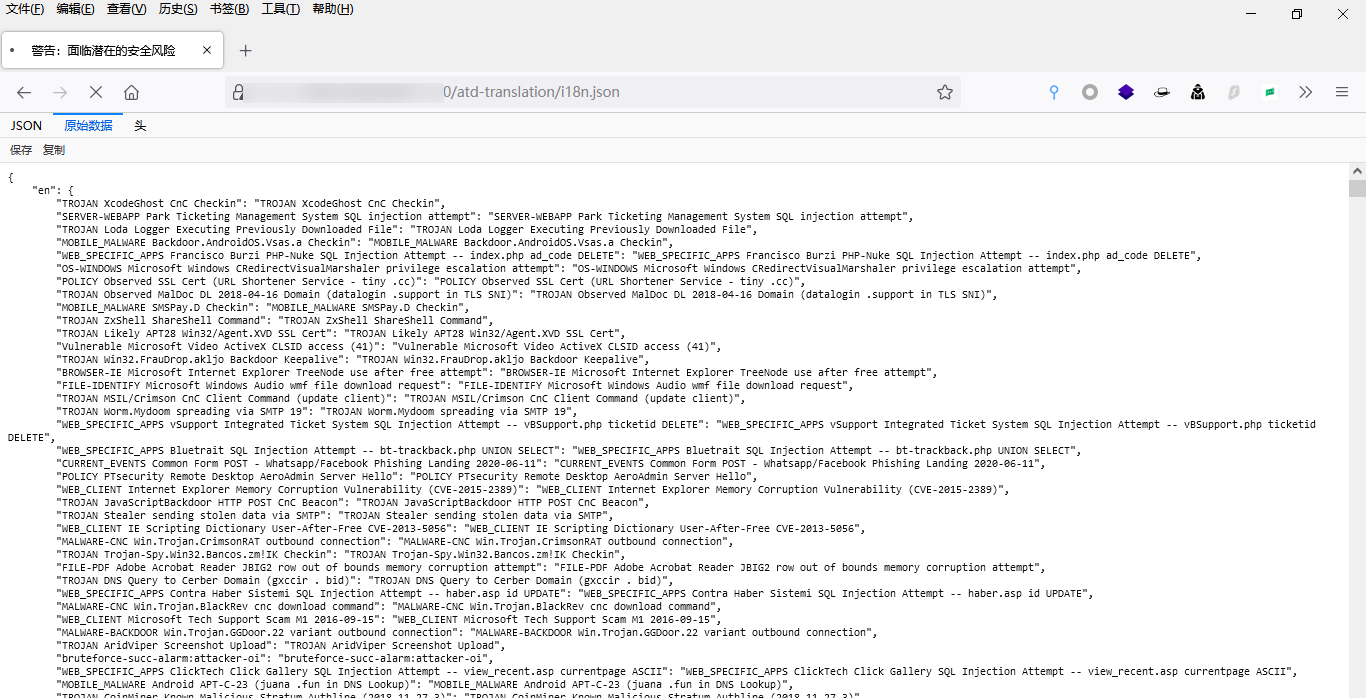 文件(F) 编辑(E) 查看(V) 历史(S) 书签(B) 工具(T) 帮助(H)
警告：面临潜在的安全风险
0/atd-translation/i18n.json
JSON 原始数据 头
保存 复制
{
"en": {
"TROJAN XcodeGhost CnC Checkin": "TROJAN XcodeGhost CnC Checkin",
"SERVER-WEBAPP Park Ticketing Management System SQL injection attempt": "SERVER-WEBAPP Park Ticketing Management System SQL injection attempt",
"TROJAN Loda Logger Executing Previously Downloaded File": "TROJAN Loda Logger Executing Previously Downloaded File",
"MOBILE_MALWARE Backdoor.AndroidOS.Vsas.a Checkin": "MOBILE_MALWARE Backdoor.AndroidOS.Vsas.a Checkin",
"WEB_SPECIFIC_APPS Francisco Burzi PHP-Nuke SQL Injection Attempt -- index.php ad_code DELETE": "WEB_SPECIFIC_APPS Francisco Burzi PHP-Nuke SQL Injection Attempt -- index.php ad_code DELETE",
"OS-WINDOWS Microsoft Windows CRedirectVisualMarshaler privilege escalation attempt": "OS-WINDOWS Microsoft Windows CRedirectVisualMarshaler privilege escalation attempt",
"POLICY Observed SSL Cert (URL Shortener Service - tiny .cc)": "POLICY Observed SSL Cert (URL Shortener Service - tiny .cc)",
"TROJAN Observed MalDoc DL 2018-04-16 Domain (datalogin .support in TLS SNI)": "TROJAN Observed MalDoc DL 2018-04-16 Domain (datalogin .support in TLS SNI)",
"MOBILE_MALWARE SMSPay.D Checkin": "MOBILE_MALWARE SMSPay.D Checkin",
"TROJAN ZxShell ShareShell Command": "TROJAN ZxShell ShareShell Command",
"TROJAN Likely APT28 Win32/Agent.XVD SSL Cert": "TROJAN Likely APT28 Win32/Agent.XVD SSL Cert",
"Vulnerable Microsoft Video ActiveX CLSID access (41)": "Vulnerable Microsoft Video ActiveX CLSID access (41)",
"TROJAN Win32.FrauDrop.akljo Backdoor Keepalive": "TROJAN Win32.FrauDrop.akljo Backdoor Keepalive",
"BROWSER-IE Microsoft Internet Explorer TreeNode use after free attempt": "BROWSER-IE Microsoft Internet Explorer TreeNode use after free attempt",
"FILE-IDENTIFY Microsoft Windows Audio wmf file download request": "FILE-IDENTIFY Microsoft Windows Audio wmf file download request",
"TROJAN MSIL/Crimson CnC Client Command (update client)": "TROJAN MSIL/Crimson CnC Client Command (update client)",
"TROJAN Worm.Mydoom spreading via SMTP 19": "TROJAN Worm.Mydoom spreading via SMTP 19",
"WEB_SPECIFIC_APPS vSupport Integrated Ticket System SQL Injection Attempt -- vBSupport.php ticketid DELETE": "WEB_SPECIFIC_APPS vSupport Integrated Ticket System SQL Injection Attempt -- vBSupport.php ticketid
DELETE",
"WEB_SPECIFIC_APPS Bluetrait SQL Injection Attempt -- bt-trackback.php UNION SELECT": "WEB_SPECIFIC_APPS Bluetrait SQL Injection Attempt -- bt-trackback.php UNION SELECT",
"CURRENT_EVENTS Common Form POST - Whatsapp/Facebook Phishing Landing 2020-06-11": "CURRENT_EVENTS Common Form POST - Whatsapp/Facebook Phishing Landing 2020-06-11",
"POLICY PTsecurity Remote Desktop AeroAdmin Server Hello": "POLICY PTsecurity Remote Desktop AeroAdmin Server Hello",
"WEB_CLIENT Internet Explorer Memory Corruption Vulnerability (CVE-2015-2389)": "WEB_CLIENT Internet Explorer Memory Corruption Vulnerability (CVE-2015-2389)",
"TROJAN JavaScriptBackdoor HTTP POST CnC Beacon": "TROJAN JavaScriptBackdoor HTTP POST CnC Beacon",
"TROJAN Stealer sending stolen data via SMTP": "TROJAN Stealer sending stolen data via SMTP",
"WEB_CLIENT IE Scripting Dictionary User-After-Free CVE-2013-5056": "WEB_CLIENT IE Scripting Dictionary User-After-Free CVE-2013-5056",
"MALWARE-CNC Win.Trojan.CrimsonRAT outbound connection": "MALWARE-CNC Win.Trojan.CrimsonRAT outbound connection",
"TROJAN Trojan-Spy.Win32.Bancos.zm!IK Checkin": "TROJAN Trojan-Spy.Win32.Bancos.zm!IK Checkin",
"FILE-PDF Adobe Acrobat Reader JBIG2 row out of bounds memory corruption attempt": "FILE-PDF Adobe Acrobat Reader JBIG2 row out of bounds memory corruption attempt",
"TROJAN DNS Query to Cerber Domain (gxccir . bid)": "TROJAN DNS Query to Cerber Domain (gxccir . bid)",
"WEB_SPECIFIC_APPS Contra Haber Sistemi SQL Injection Attempt -- haber.asp id UPDATE": "WEB_SPECIFIC_APPS Contra Haber Sistemi SQL Injection Attempt -- haber.asp id UPDATE",
"MALWARE-CNC Win.Trojan.BlackRev cnc download command": "MALWARE-CNC Win.Trojan.BlackRev cnc download command",
"WEB_CLIENT Microsoft Tech Support Scam M1 2016-09-15": "WEB_CLIENT Microsoft Tech Support Scam M1 2016-09-15",
"MALWARE-BACKDOOR Win.Trojan.GGDoor.22 variant outbound connection": "MALWARE-BACKDOOR Win.Trojan.GGDoor.22 variant outbound connection",
"TROJAN AridViper Screenshot Upload": "TROJAN AridViper Screenshot Upload",
"bruteforce-succ-alarm:attacker-oi": "bruteforce-succ-alarm:attacker-oi",
"WEB_SPECIFIC_APPS ClickTech Click Gallery SQL Injection Attempt -- view_recent.asp currentpage ASCII": "WEB_SPECIFIC_APPS ClickTech Click Gallery SQL Injection Attempt -- view_recent.asp currentpage ASCII",
"MOBILE_MALWARE Android APT-C-23 (juana .fun in DNS Lookup)": "MOBILE_MALWARE Android APT-C-23 (juana .fun in DNS Lookup)",
"TROJAN CoinMiner Known Malicious Stratum Authline (2018-11-27 3)": "TROJAN CoinMiner Known Malicious Stratum Authline (2018-11-27 3)",